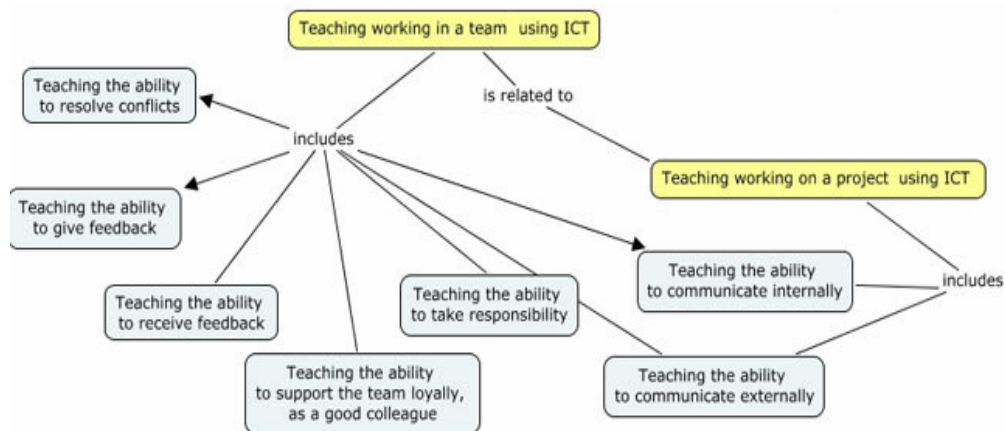 Teaching working in a team using ICT
Teaching the ability
to resolve conflicts
is related to
includes
Teaching working on a project using ICT
Teaching the ability
to give feedback
Teaching the ability
to communicate internally
includes
Teaching the ability
to receive feedback
Teaching the ability
to take responsibility
Teaching the ability
to support the team loyally,
as a good colleague
Teaching the ability
to communicate externally